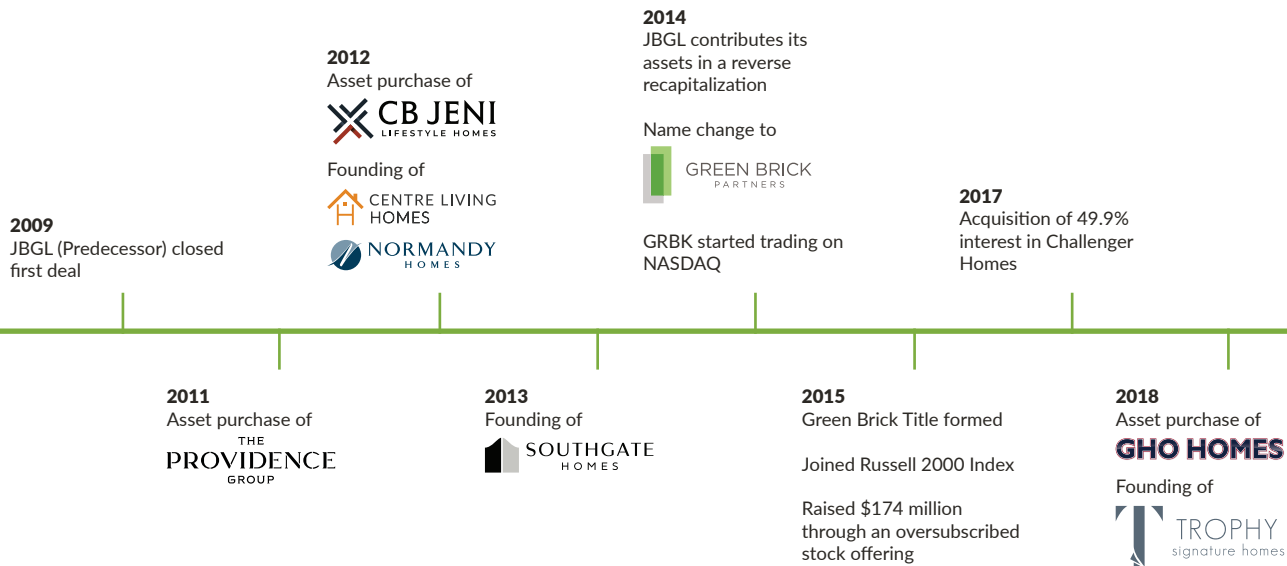 2009
JBGL (Predecessor) closed
first deal
2011
Asset purchase of
THE
PROVIDENCE
GROUP
2012
Asset purchase of
CB JENI
LIFESTYLE HOMES
Founding of
CENTRE LIVING
HOMES
NORMANDY
HOMES
2013
Founding of
SOUTHGATE
HOMES
2014
JBGL contributes its
assets in a reverse
recapitalization
Name change to
GREEN BRICK
PARTNERS
GRBK started trading on
NASDAQ
2015
Green Brick Title formed
Joined Russell 2000 Index
Raised $174 million
through an oversubscribed
stock offering
2017
Acquisition of 49.9%
interest in Challenger
Homes
2018
Asset purchase of
GHO HOMES
Founding of
TROPHY
signature homes